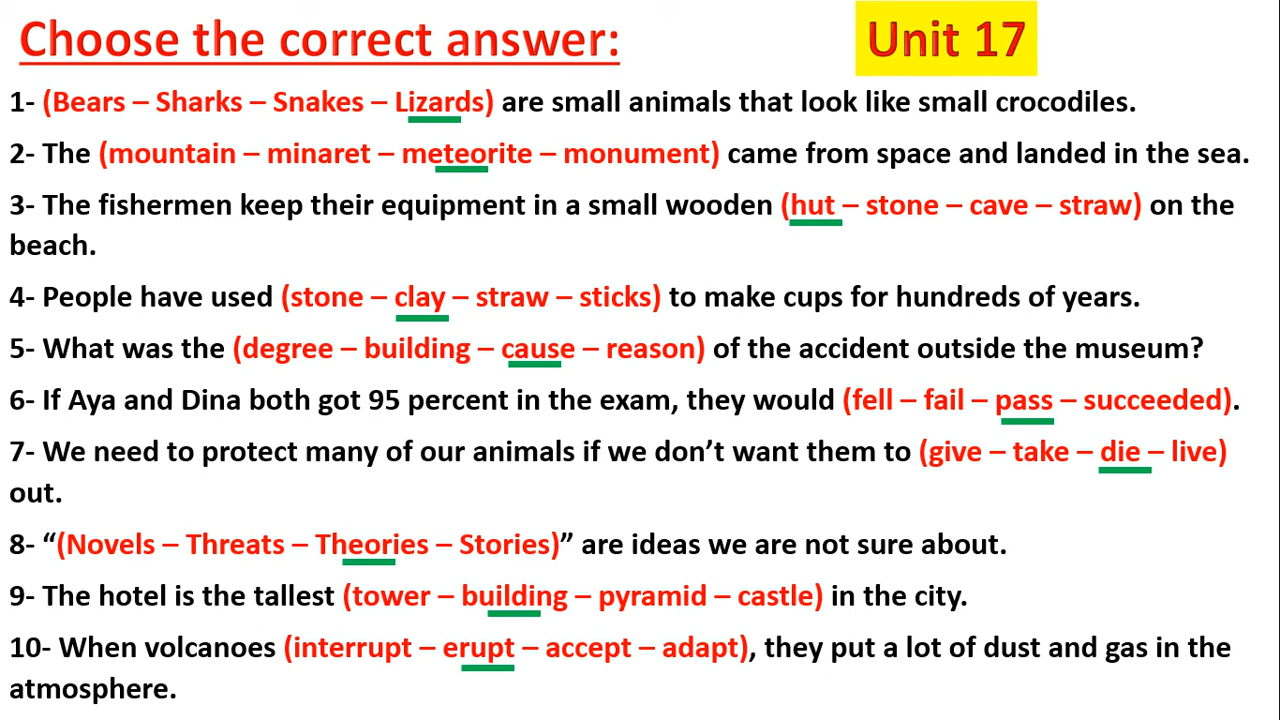 Choose the correct answer: Unit 17
1- (Bears – Sharks – Snakes – Lizards) are small animals that look like small crocodiles.
2- The (mountain – minaret – meteorite – monument) came from space and landed in the sea.
3- The fishermen keep their equipment in a small wooden (hut – stone – cave – straw) on the
beach.
4- People have used (stone – clay – straw – sticks) to make cups for hundreds of years.
5- What was the (degree – building – cause – reason) of the accident outside the museum?
6- If Aya and Dina both got 95 percent in the exam, they would (fell – fail – pass – succeeded).
7- We need to protect many of our animals if we don’t want them to (give – take – die – live)
out.
8- “(Novels – Threats – Theories – Stories)” are ideas we are not sure about.
9- The hotel is the tallest (tower – building – pyramid – castle) in the city.
10- When volcanoes (interrupt – erupt – accept – adapt), they put a lot of dust and gas in the
atmosphere.